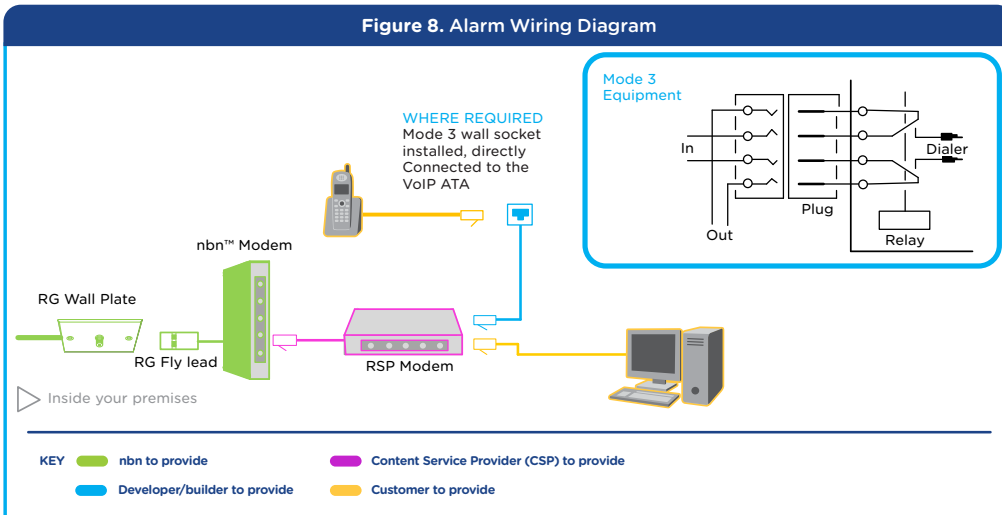 Figure 8. Alarm Wiring Diagram
Mode 3
Equipment
In
Out
Plug
Dialer
Relay
WHERE REQUIRED
Mode 3 wall socket
installed, directly
Connected to the
VoIP ATA
nbn™ Modem
RG Wall Plate
RG Fly lead
RSP Modem
Inside your premises
KEY
nbn to provide
Content Service Provider (CSP) to provide
Developer/builder to provide
Customer to provide